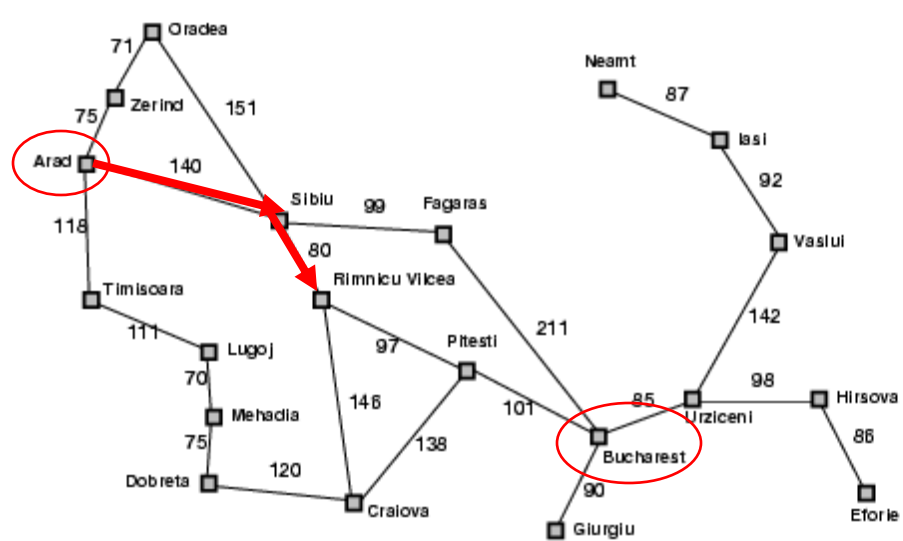 Oradea
71
Neamt
87
Zerind
151
75
Iasi
Arad
140
92
Sibiu
99
Fagaras
118
80
Vaslui
Timisoara
Rimnicu Vilcea
111
211
142
Lugoj
97
Pitesti
70
98
Hirsova
146
101
85
Urziceni
Mehadia
75
138
86
Bucharest
Dobreta
120
90
Craiova
Eforie
Giurgiu